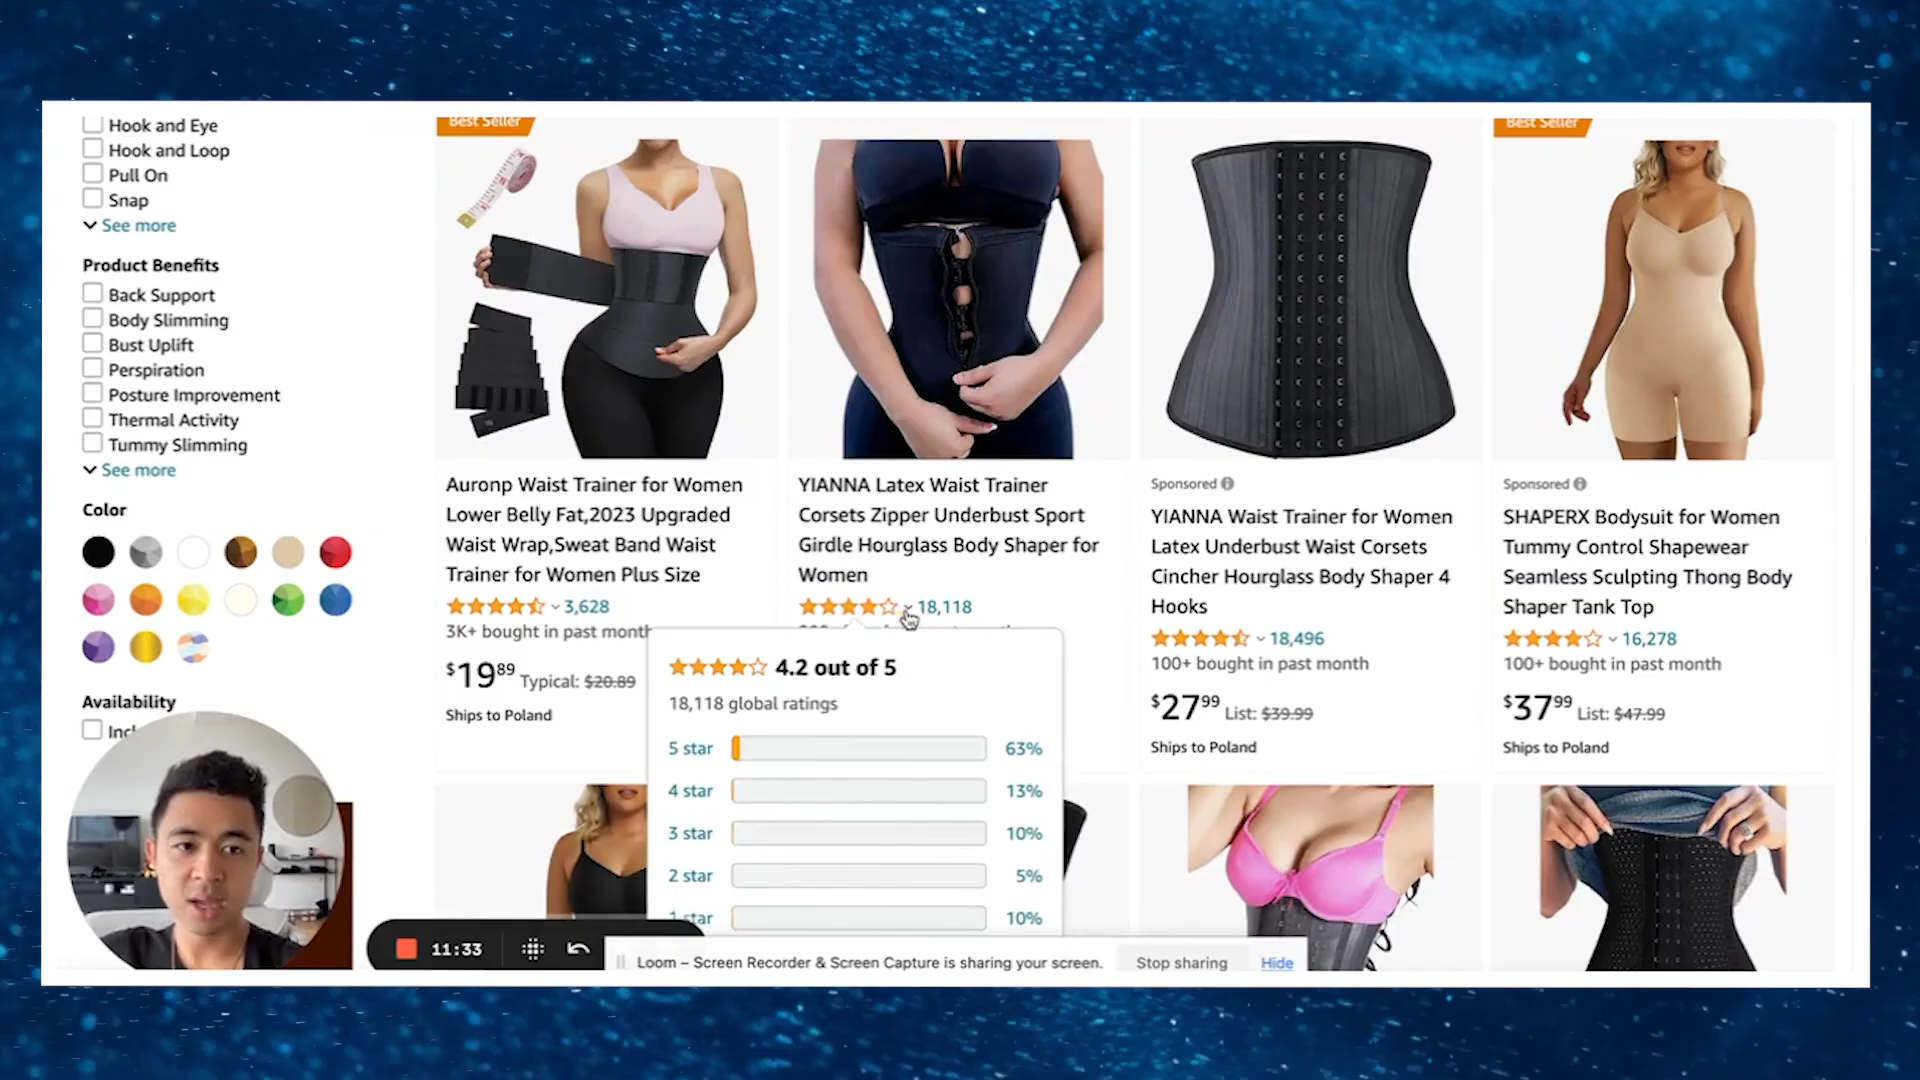 Hook and Eye
Hook and Loop
Pull On
Snap
See more
Product Benefits
Back Support
Body Slimming
Bust Uplift
Perspiration
Posture Improvement
Thermal Activity
Tummy Slimming
See more
Color
Availability
Best Seller
Auronp Waist Trainer for Women
Lower Belly Fat,2023 Upgraded
Waist Wrap,Sweat Band Waist
Trainer for Women Plus Size
3,628
3K+ bought in past month
$19.89 Typical: $20.89
Ships to Poland
YIANNA Latex Waist Trainer
Corsets Zipper Underbust Sport
Girdle Hourglass Body Shaper for
Women
18,118
4.2 out of 5
18,118 global ratings
5 star 63%
4 star 13%
3 star 10%
2 star 5%
1 star 10%
Sponsored
YIANNA Waist Trainer for Women
Latex Underbust Waist Corsets
Cincher Hourglass Body Shaper 4
Hooks
18,496
100+ bought in past month
$27.99 List: $39.99
Ships to Poland
Best Seller
Sponsored
SHAPERX Bodysuit for Women
Tummy Control Shapewear
Seamless Sculpting Thong Body
Shaper Tank Top
16,278
100+ bought in past month
$37.99 List: $47.99
Ships to Poland
11:33
Loom – Screen Recorder & Screen Capture is sharing your screen.
Stop sharing
Hide